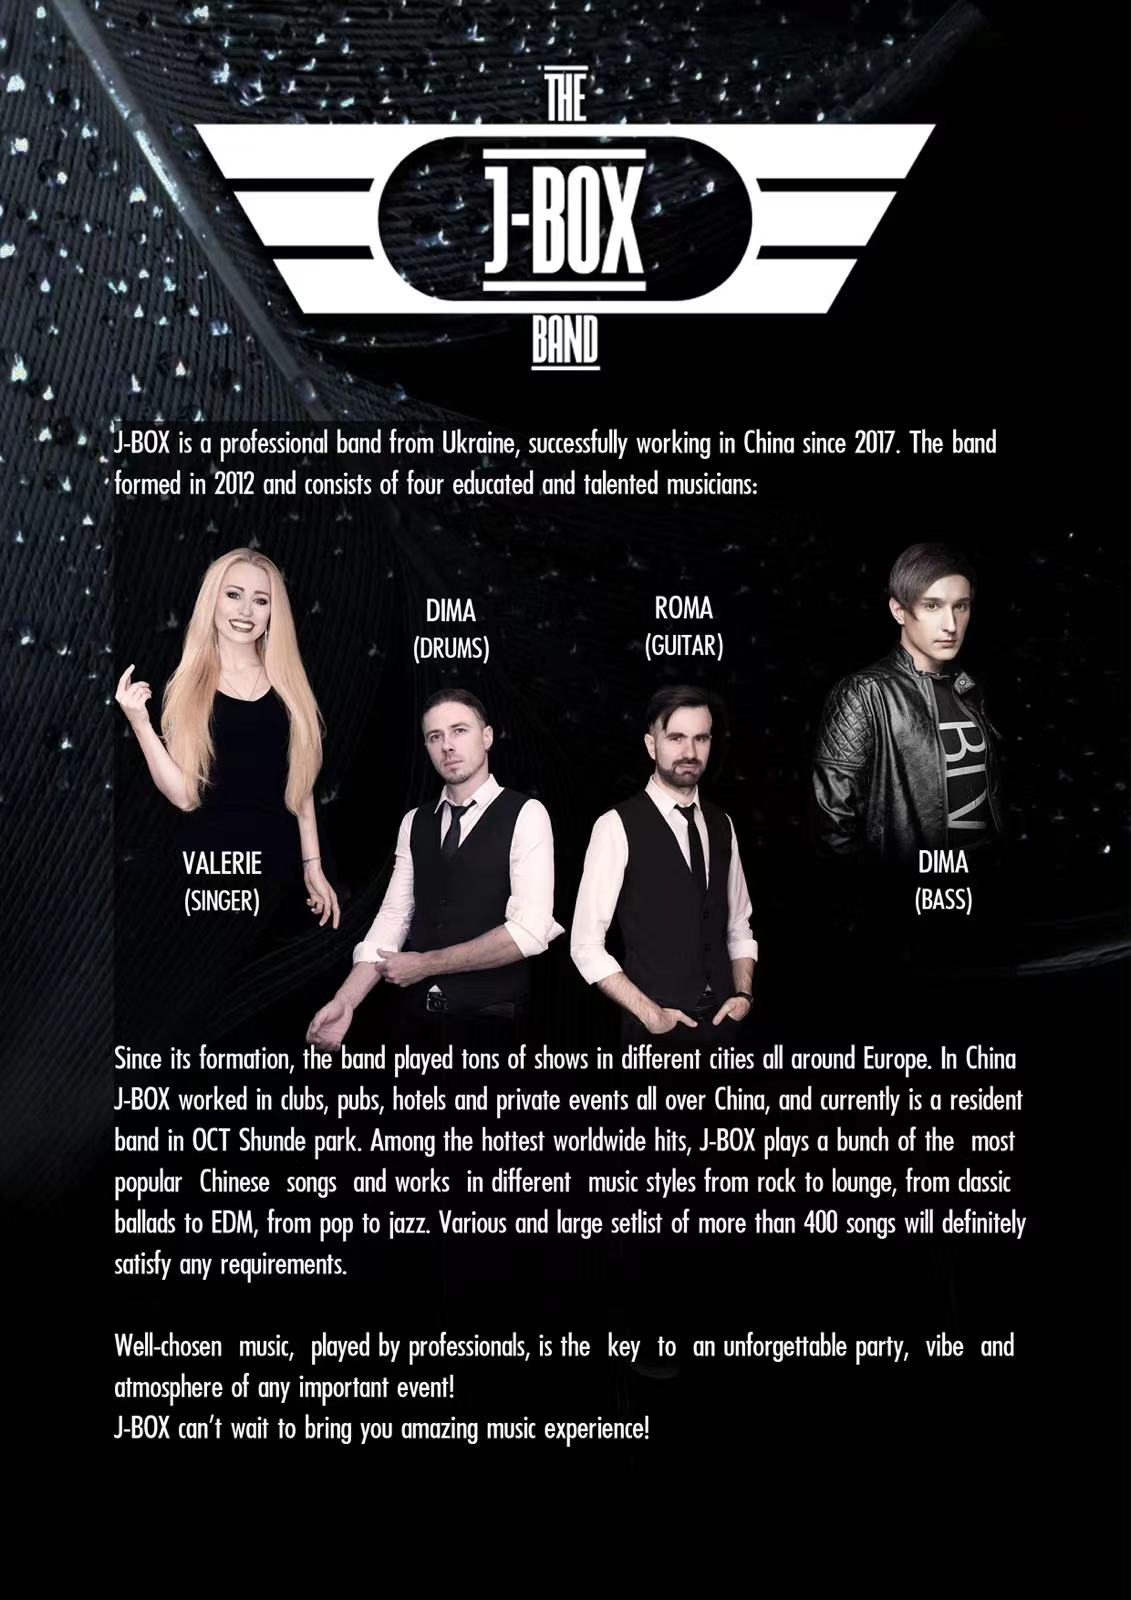 THE
J-BOX
BAND
J-BOX is a professional band from Ukraine, successfully working in China since 2017. The band
formed in 2012 and consists of four educated and talented musicians:
DIMA
(DRUMS)
ROMA
(GUITAR)
VALERIE
(SINGER)
DIMA
(BASS)
Since its formation, the band played tons of shows in different cities all around Europe. In China
J-BOX worked in clubs, pubs, hotels and private events all over China, and currently is a resident
band in OCT Shunde park. Among the hottest worldwide hits, J-BOX plays a bunch of the most
popular Chinese songs and works in different music styles from rock to lounge, from classic
ballads to EDM, from pop to jazz. Various and large setlist of more than 400 songs will definitely
satisfy any requirements.
Well-chosen music, played by professionals, is the key to an unforgettable party, vibe and
atmosphere of any important event!
J-BOX can't wait to bring you amazing music experience!